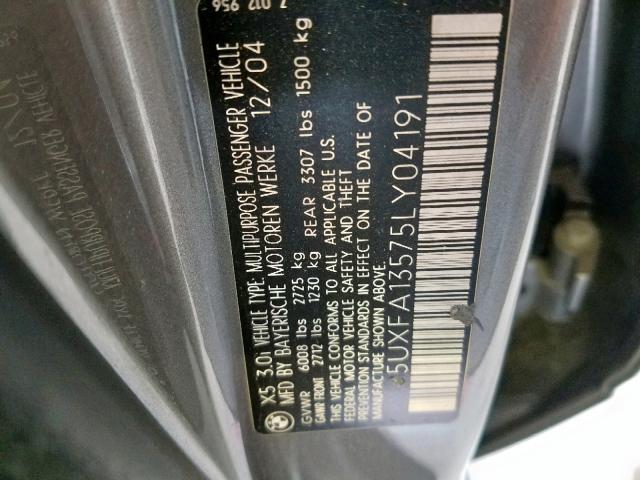 7 012 956
X5 3.0i VEHICLE TYPE: MULTIPURPOSE PASSENGER VEHICLE
MFD BY BAYERISCHE MOTOREN WERKE 12/04
GVWR 6008 lbs 2725 kg
GAWR FRONT 2712 lbs 1230 kg REAR 3307 lbs 1500 kg
THIS VEHICLE CONFORMS TO ALL APPLICABLE U.S.
FEDERAL MOTOR VEHICLE SAFETY AND THEFT
PREVENTION STANDARDS IN EFFECT ON THE DATE OF
MANUFACTURE SHOWN ABOVE.
5UXFA13575LY04191